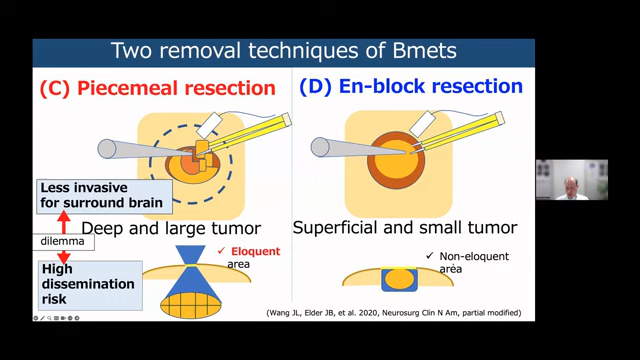 Two removal techniques of Bmets
(C) Piecemeal resection
(D) En-block resection
Less invasive
for surround brain
Deep and large tumor
Superficial and small tumor
dilemma
✓ Eloquent
area
✓ Non-eloquent
area
High
dissemination
risk
(Wang JL, Elder JB, et al. 2020, Neurosurg Clin N Am, partial modified)